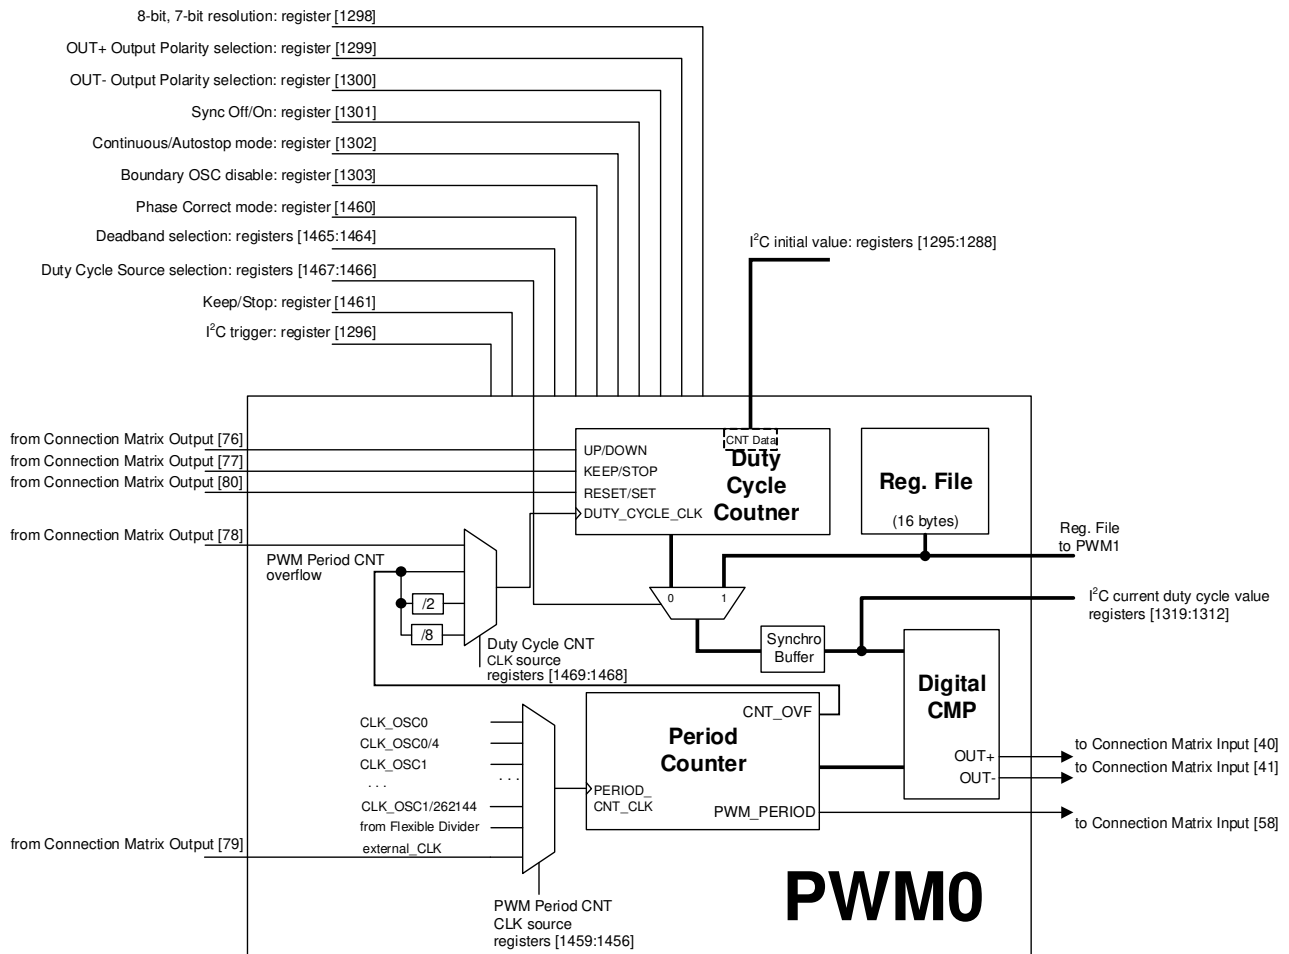 8-bit, 7-bit resolution: register [1298]
OUT+ Output Polarity selection: register [1299]
OUT- Output Polarity selection: register [1300]
Sync Off/On: register [1301]
Continuous/Autostop mode: register [1302]
Boundary OSC disable: register [1303]
Phase Correct mode: register [1460]
Deadband selection: registers [1465:1464]
Duty Cycle Source selection: registers [1467:1466]
Keep/Stop: register [1461]
I²C trigger: register [1296]
I²C initial value: registers [1295:1288]
from Connection Matrix Output [76]
from Connection Matrix Output [77]
from Connection Matrix Output [80]
from Connection Matrix Output [78]
UP/DOWN
KEEP/STOP
RESET/SET
DUTY_CYCLE_CLK
CNT Data
Duty
Cycle
Coutner
Reg. File
(16 bytes)
Reg. File
to PWM1
PWM Period CNT
overflow
/2
/8
0
1
I²C current duty cycle value
registers [1319:1312]
Synchro
Buffer
Duty Cycle CNT
CLK source
registers [1469:1468]
Digital
CMP
OUT+
OUT-
CNT_OVF
Period
Counter
PERIOD_
CNT_CLK
PWM_PERIOD
CLK_OSC0
CLK_OSC0/4
CLK_OSC1
. . .
. . .
CLK_OSC1/262144
from Flexible Divider
external_CLK
from Connection Matrix Output [79]
to Connection Matrix Input [40]
to Connection Matrix Input [41]
to Connection Matrix Input [58]
PWM Period CNT
CLK source
registers [1459:1456]
PWM0